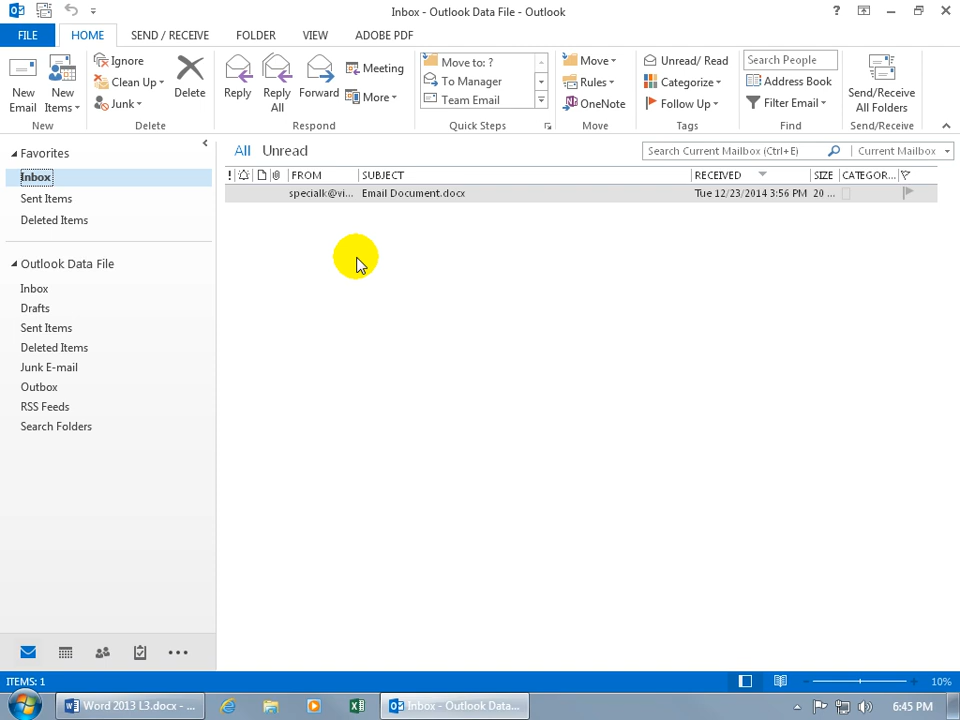 Inbox - Outlook Data File - Outlook
?
FILE HOME SEND / RECEIVE FOLDER VIEW ADOBE PDF
New Email
New Items
New
Ignore
Clean Up
Junk
Delete
Delete
Reply
Reply All
Forward
Meeting
More
Respond
Move to: ?
To Manager
Team Email
Quick Steps
Move
Rules
OneNote
Move
Unread/ Read
Categorize
Follow Up
Tags
Search People
Address Book
Filter Email
Find
Send/Receive All Folders
Send/Receive
Favorites
Inbox
Sent Items
Deleted Items
Outlook Data File
Inbox
Drafts
Sent Items
Deleted Items
Junk E-mail
Outbox
RSS Feeds
Search Folders
All Unread
Search Current Mailbox (Ctrl+E) Current Mailbox
! FROM SUBJECT RECEIVED SIZE CATEGOR...
specialk@vi... Email Document.docx Tue 12/23/2014 3:56 PM 20 ...
ITEMS: 1 10%
Word 2013 L3.docx - ... Inbox - Outlook Data... 6:45 PM